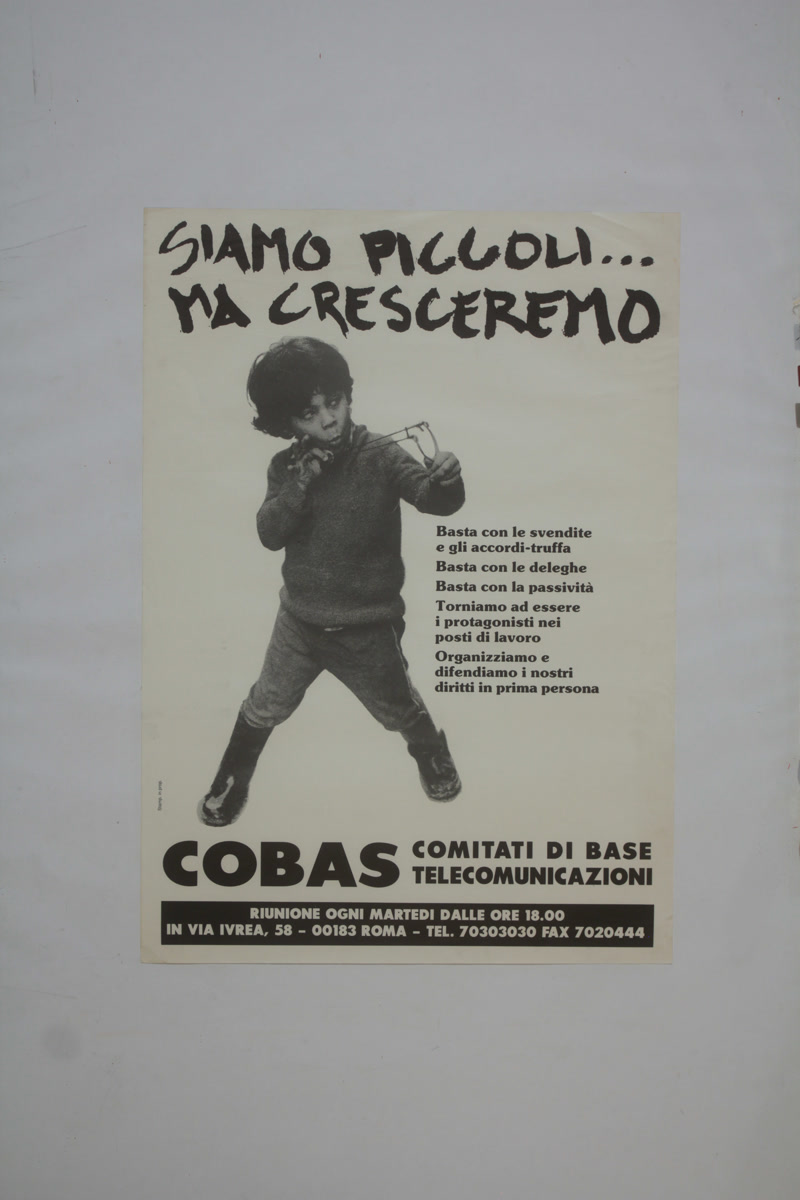 SIAMO PICCOLI...
MA CRESCEREMO
Basta con le svendite
e gli accordi-truffa
Basta con le deleghe
Basta con la passività
Torniamo ad essere
i protagonisti nei
posti di lavoro
Organizziamo e
difendiamo i nostri
diritti in prima persona
COBAS
COMITATI DI BASE
TELECOMUNICAZIONI
RIUNIONE OGNI MARTEDI DALLE ORE 18.00
IN VIA IVREA, 58 – 00183 ROMA – TEL. 70303030 FAX 7020444